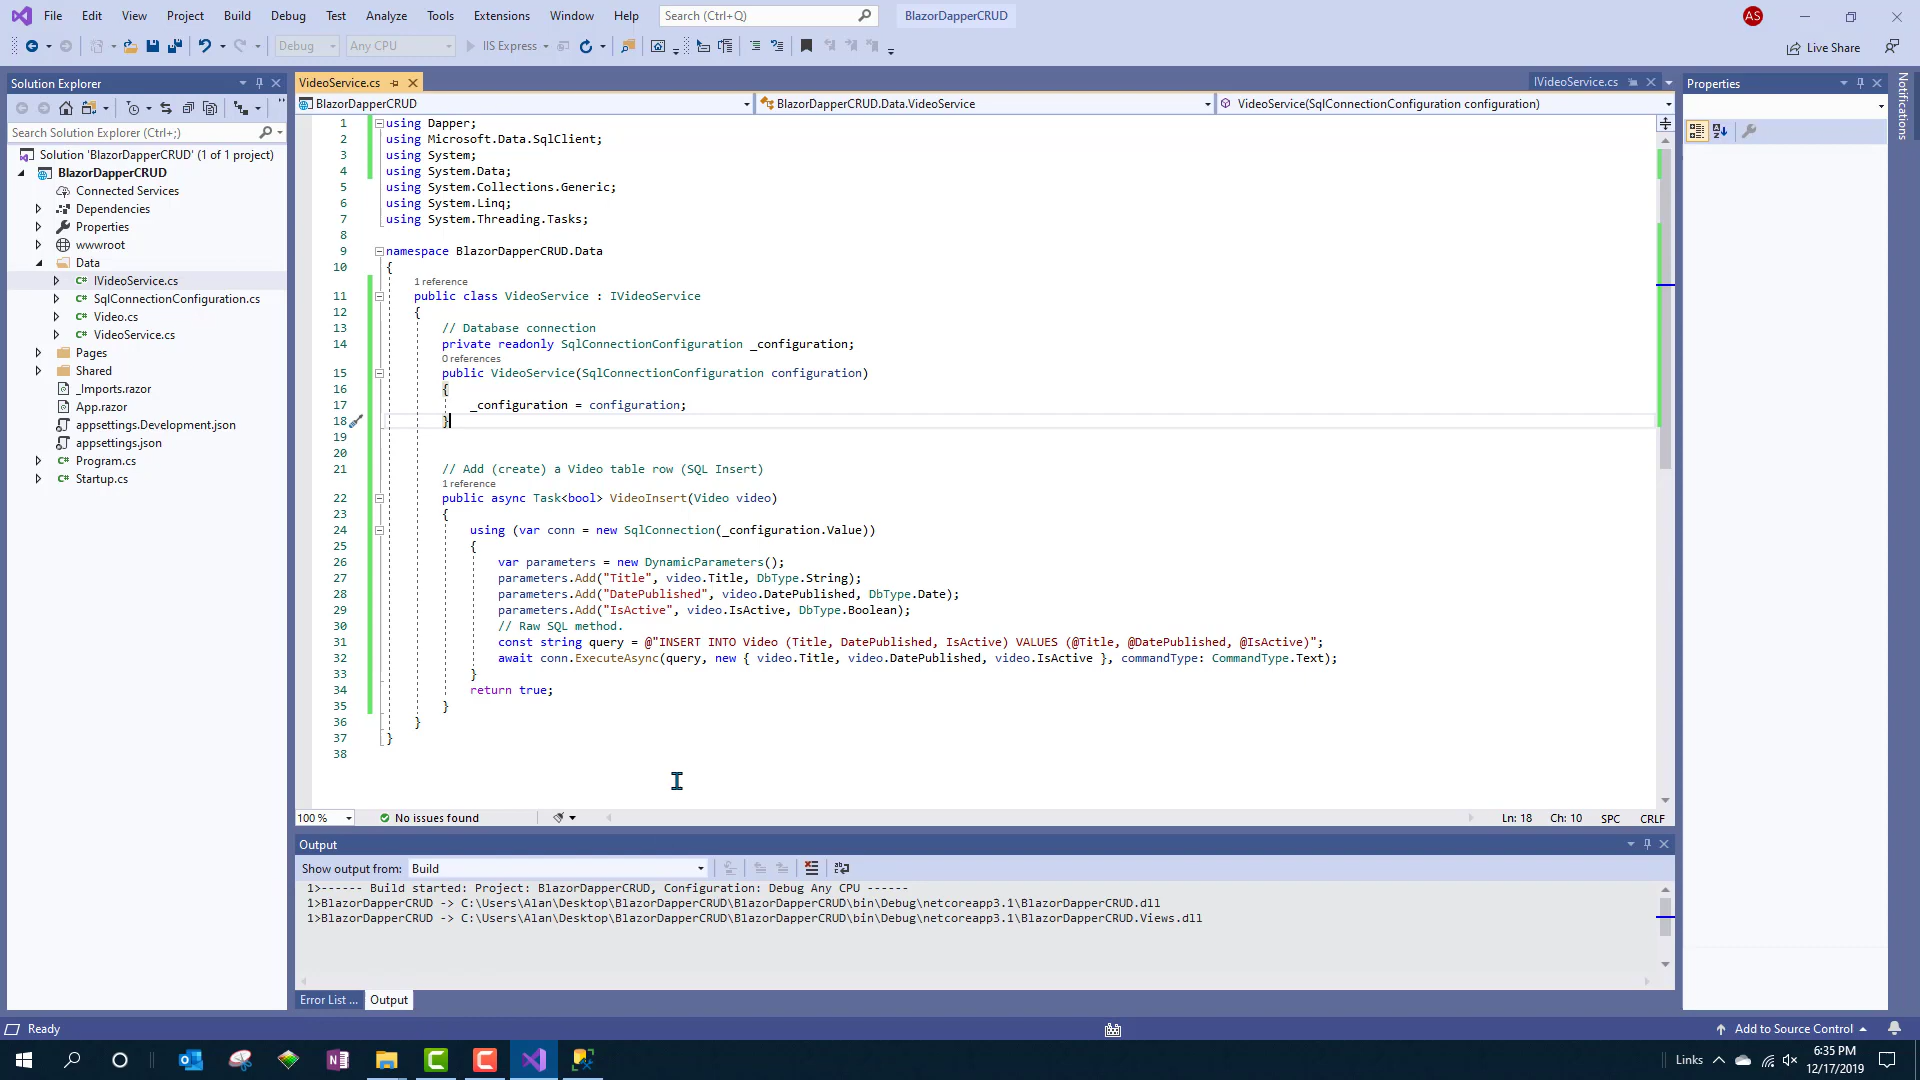 File Edit View Project Build Debug Test Analyze Tools Extensions Window Help Search (Ctrl+Q) BlazorDapperCRUD AS
Debug Any CPU IIS Express Live Share
Solution Explorer
Search Solution Explorer (Ctrl+;)
Solution 'BlazorDapperCRUD' (1 of 1 project)
BlazorDapperCRUD
Connected Services
Dependencies
Properties
wwwroot
Data
IVideoService.cs
SqlConnectionConfiguration.cs
Video.cs
VideoService.cs
Pages
Shared
_Imports.razor
App.razor
appsettings.Development.json
appsettings.json
Program.cs
Startup.cs
VideoService.cs IVideoService.cs
BlazorDapperCRUD BlazorDapperCRUD.Data.VideoService VideoService(SqlConnectionConfiguration configuration)
1 using Dapper;
2 using Microsoft.Data.SqlClient;
3 using System;
4 using System.Data;
5 using System.Collections.Generic;
6 using System.Linq;
7 using System.Threading.Tasks;
8
9 namespace BlazorDapperCRUD.Data
10 {
1 reference
11 public class VideoService : IVideoService
12 {
13 // Database connection
14 private readonly SqlConnectionConfiguration _configuration;
0 references
15 public VideoService(SqlConnectionConfiguration configuration)
16 {
17 _configuration = configuration;
18 }
19
20
21 // Add (create) a Video table row (SQL Insert)
1 reference
22 public async Task<bool> VideoInsert(Video video)
23 {
24 using (var conn = new SqlConnection(_configuration.Value))
25 {
26 var parameters = new DynamicParameters();
27 parameters.Add("Title", video.Title, DbType.String);
28 parameters.Add("DatePublished", video.DatePublished, DbType.Date);
29 parameters.Add("IsActive", video.IsActive, DbType.Boolean);
30 // Raw SQL method.
31 const string query = @"INSERT INTO Video (Title, DatePublished, IsActive) VALUES (@Title, @DatePublished, @IsActive)";
32 await conn.ExecuteAsync(query, new { video.Title, video.DatePublished, video.IsActive }, commandType: CommandType.Text);
33 }
34 return true;
35 }
36 }
37 }
38
100 % No issues found Ln: 18 Ch: 10 SPC CRLF
Output
Show output from: Build
1>------ Build started: Project: BlazorDapperCRUD, Configuration: Debug Any CPU ------
1>BlazorDapperCRUD -> C:\Users\Alan\Desktop\BlazorDapperCRUD\BlazorDapperCRUD\bin\Debug\netcoreapp3.1\BlazorDapperCRUD.dll
1>BlazorDapperCRUD -> C:\Users\Alan\Desktop\BlazorDapperCRUD\BlazorDapperCRUD\bin\Debug\netcoreapp3.1\BlazorDapperCRUD.Views.dll
Error List ... Output
Properties
Notifications
Ready Add to Source Control
Links 6:35 PM
12/17/2019